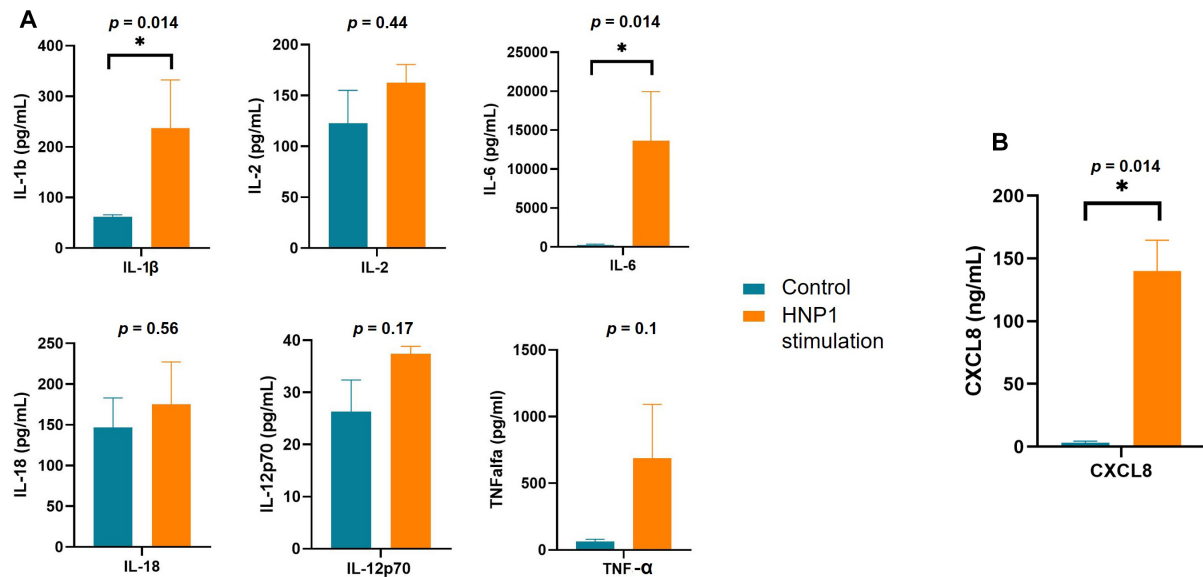 A
p = 0.014
*
400
300
200
100
0
IL-1b (pg/mL)
IL-1β
p = 0.44
200
150
100
50
0
IL-2 (pg/mL)
IL-2
p = 0.014
*
25000
20000
15000
10000
5000
0
IL-6 (pg/mL)
IL-6
p = 0.56
250
200
150
100
50
0
IL-18 (pg/mL)
IL-18
p = 0.17
40
30
20
10
0
IL-12p70 (pg/mL)
IL-12p70
p = 0.1
1500
1000
500
0
TNFalfa (pg/ml)
TNF-α
Control
HNP1
stimulation
B
p = 0.014
*
200
150
100
50
0
CXCL8 (ng/mL)
CXCL8